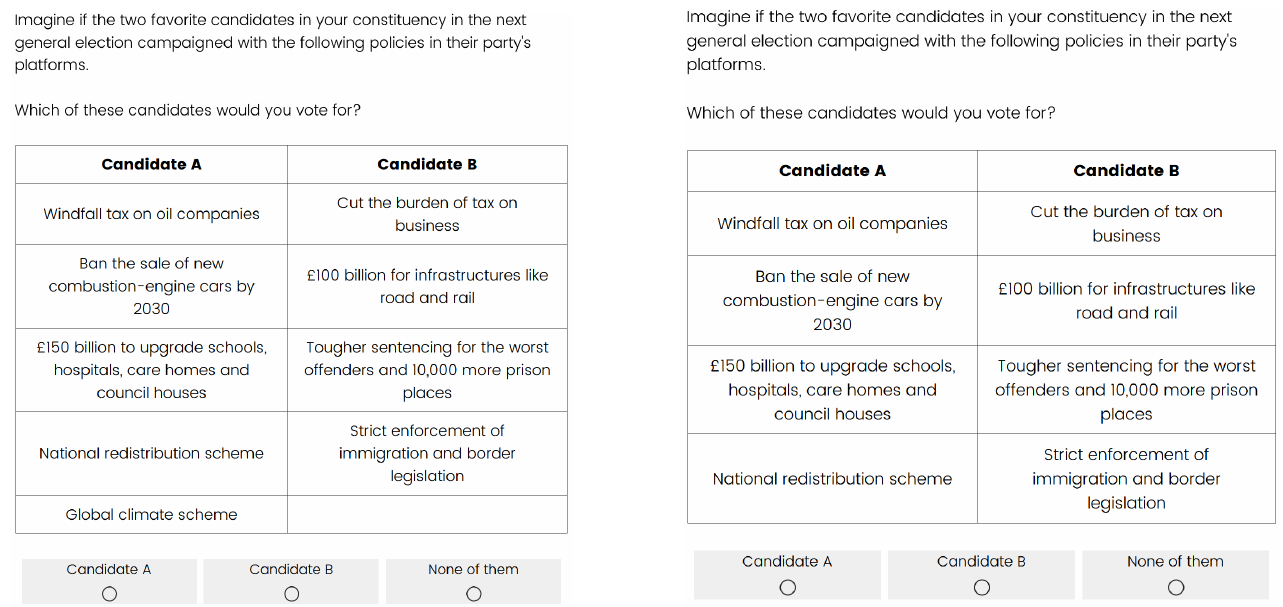 Imagine if the two favorite candidates in your constituency in the next
general election campaigned with the following policies in their party's
platforms.
Which of these candidates would you vote for?
Candidate A
Candidate B
Windfall tax on oil companies
Cut the burden of tax on
business
Ban the sale of new
combustion-engine cars by
2030
£100 billion for infrastructures like
road and rail
£150 billion to upgrade schools,
hospitals, care homes and
council houses
Tougher sentencing for the worst
offenders and 10,000 more prison
places
National redistribution scheme
Strict enforcement of
immigration and border
legislation
Global climate scheme
Candidate A
Candidate B
None of them
Imagine if the two favorite candidates in your constituency in the next
general election campaigned with the following policies in their party's
platforms.
Which of these candidates would you vote for?
Candidate A
Candidate B
Windfall tax on oil companies
Cut the burden of tax on
business
Ban the sale of new
combustion-engine cars by
2030
£100 billion for infrastructures like
road and rail
£150 billion to upgrade schools,
hospitals, care homes and
council houses
Tougher sentencing for the worst
offenders and 10,000 more prison
places
National redistribution scheme
Strict enforcement of
immigration and border
legislation
Candidate A
Candidate B
None of them